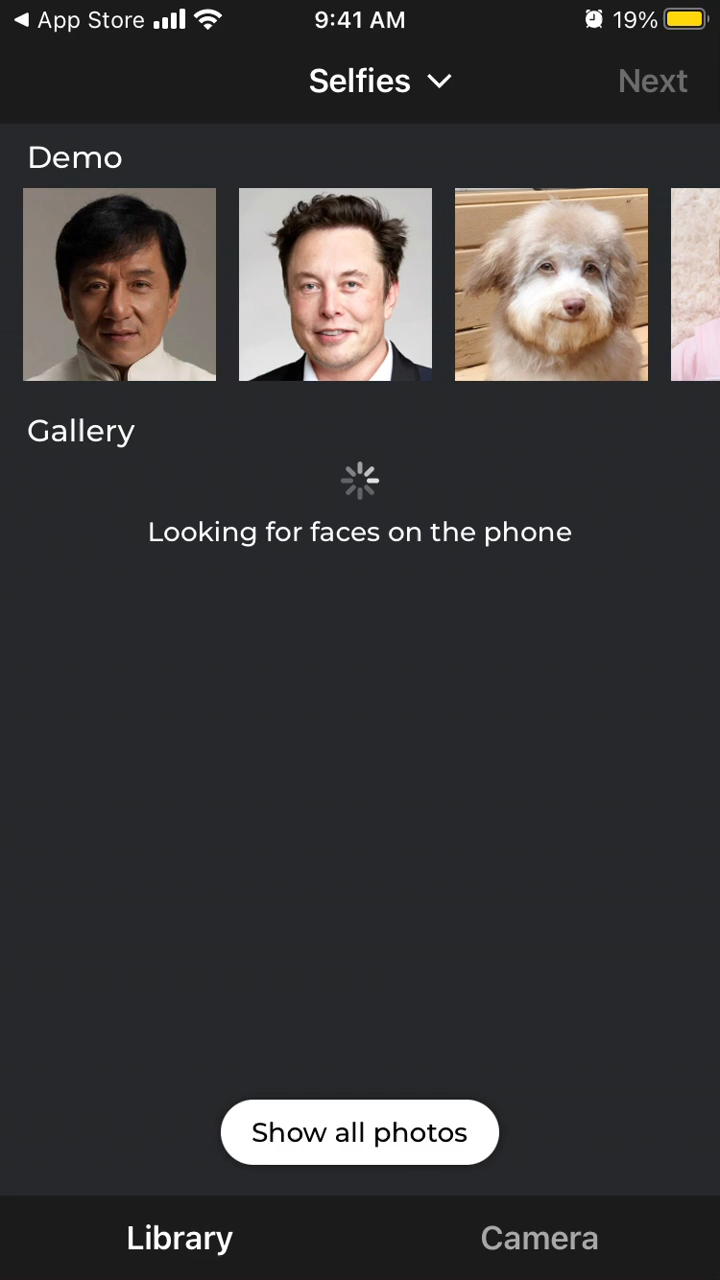 App Store
9:41 AM
19%
Selfies
Next
Demo
Gallery
Looking for faces on the phone
Show all photos
Library
Camera